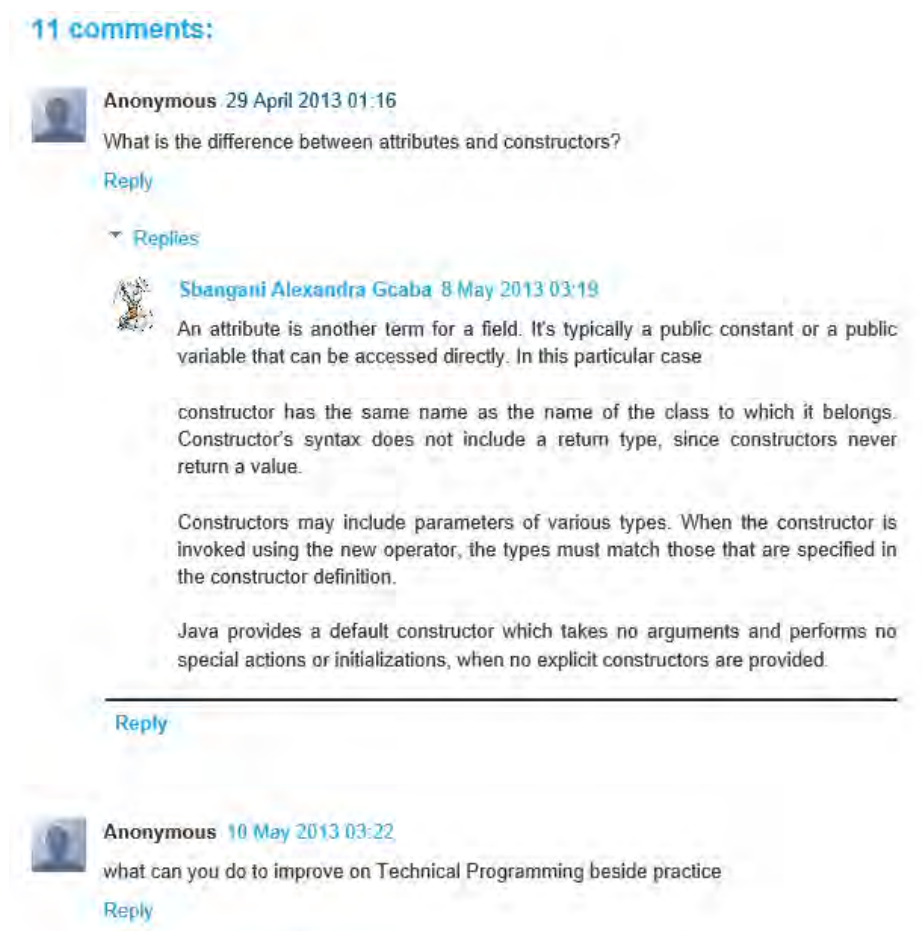 11 comments:
Anonymous 29 April 2013 01:16
What is the difference between attributes and constructors?
Reply
Replies
Sbangani Alexandra Gcaba 8 May 2013 03:19
An attribute is another term for a field. It's typically a public constant or a public
variable that can be accessed directly. In this particular case
constructor has the same name as the name of the class to which it belongs.
Constructor's syntax does not include a return type, since constructors never
return a value.
Constructors may include parameters of various types. When the constructor is
invoked using the new operator, the types must match those that are specified in
the constructor definition.
Java provides a default constructor which takes no arguments and performs no
special actions or initializations, when no explicit constructors are provided.
Reply
Anonymous 10 May 2013 03:22
what can you do to improve on Technical Programming beside practice
Reply